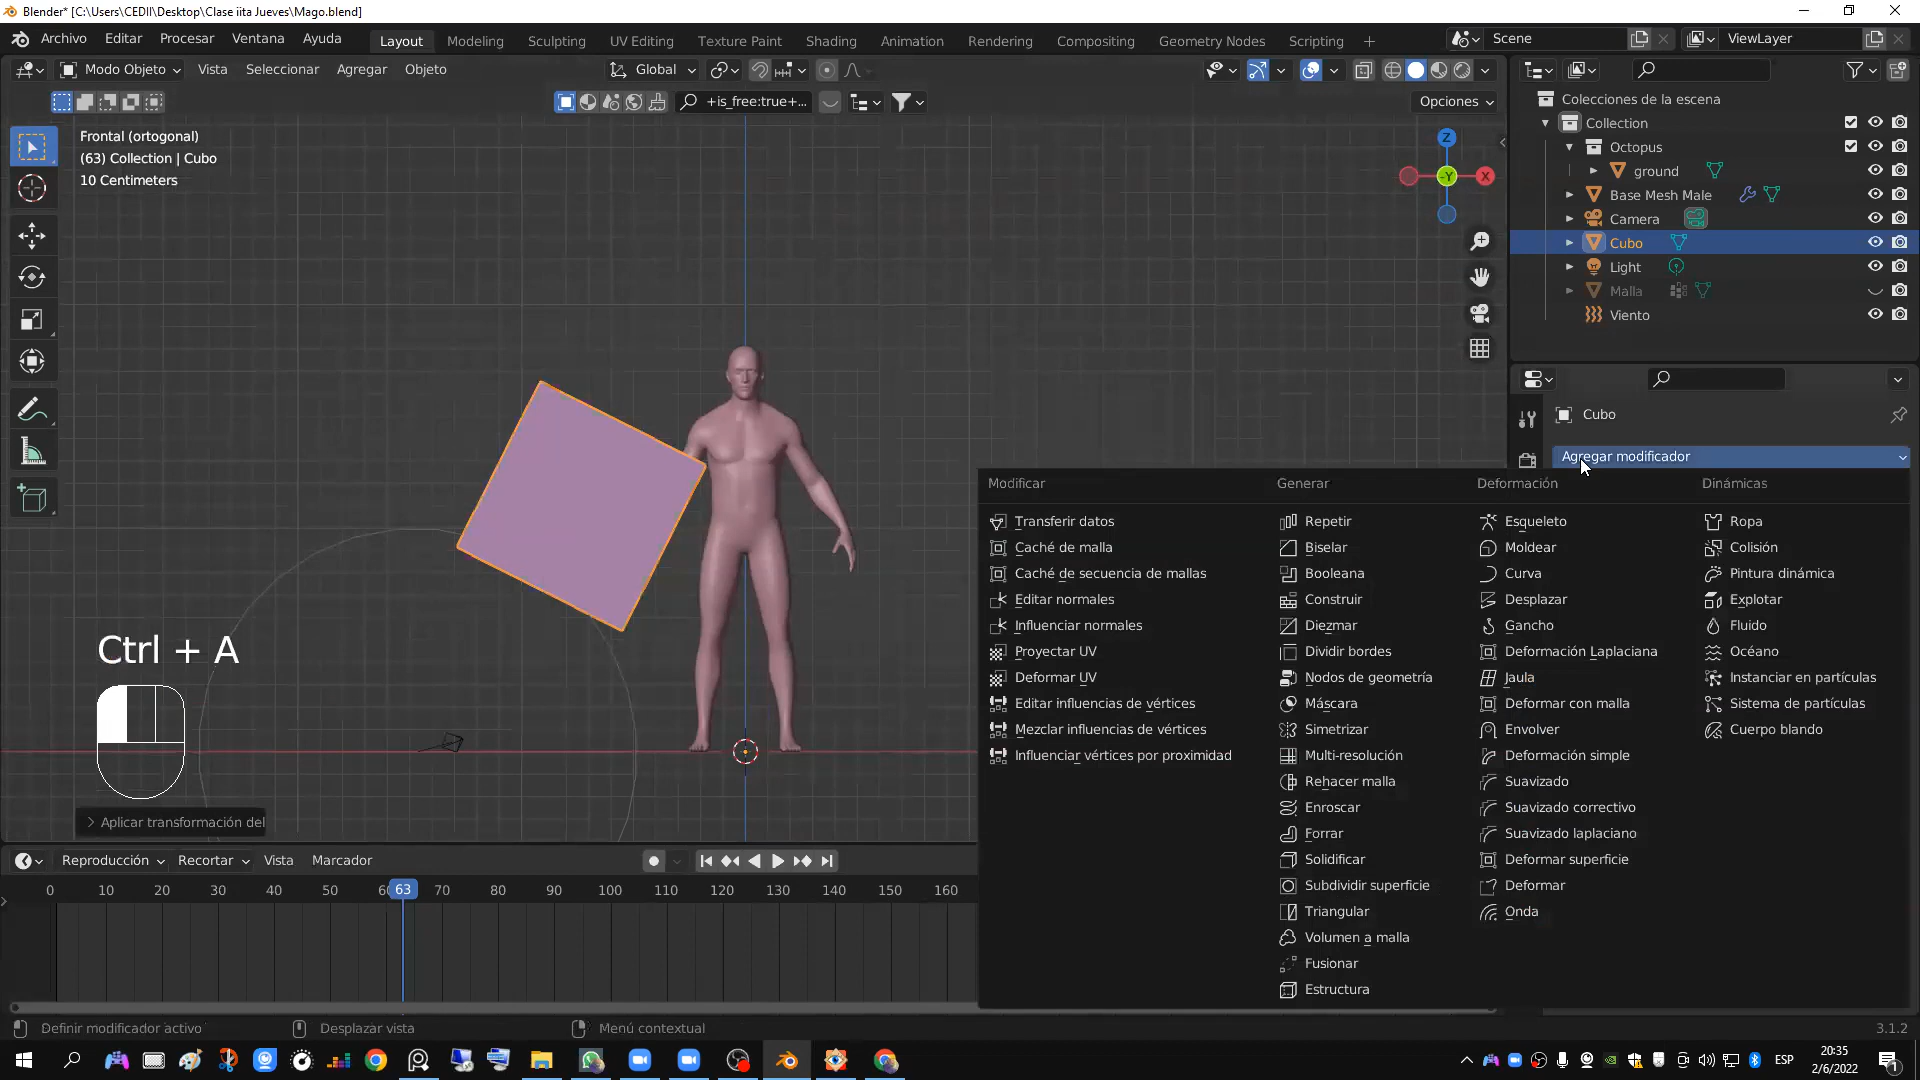 Blender* [C:\Users\CEDII\Desktop\Clase iita Jueves\Mago.blend]
Archivo Editar Procesar Ventana Ayuda Layout Modeling Sculpting UV Editing Texture Paint Shading Animation Rendering Compositing Geometry Nodes Scripting + Scene ViewLayer
Modo Objeto Vista Seleccionar Agregar Objeto Global
+is_free:true+... Opciones
Frontal (ortogonal)
(63) Collection | Cubo
10 Centimeters
Z
-Y
X
Colecciones de la escena
Collection
Octopus
ground
Base Mesh Male
Camera
Cubo
Light
Malla
Viento
Cubo
Agregar modificador
Modificar Generar Deformación Dinámicas
Transferir datos Repetir Esqueleto Ropa
Caché de malla Biselar Moldear Colisión
Caché de secuencia de mallas Booleana Curva Pintura dinámica
Editar normales Construir Desplazar Explotar
Influenciar normales Diezmar Gancho Fluido
Proyectar UV Dividir bordes Deformación Laplaciana Océano
Deformar UV Nodos de geometría Jaula Instanciar en partículas
Editar influencias de vértices Máscara Deformar con malla Sistema de partículas
Mezclar influencias de vértices Simetrizar Envolver Cuerpo blando
Influenciar vértices por proximidad Multi-resolución Deformación simple
Rehacer malla Suavizado
Enroscar Suavizado correctivo
Forrar Suavizado laplaciano
Solidificar Deformar superficie
Subdividir superficie Deformar
Triangular Onda
Volumen a malla
Fusionar
Estructura
Ctrl + A
Aplicar transformación del
Reproducción Recortar Vista Marcador
0 10 20 30 40 50 60 63 70 80 90 100 110 120 130 140 150 160
Definir modificador activo Desplazar vista Menú contextual 3.1.2
ESP 20:35
2/6/2022
1